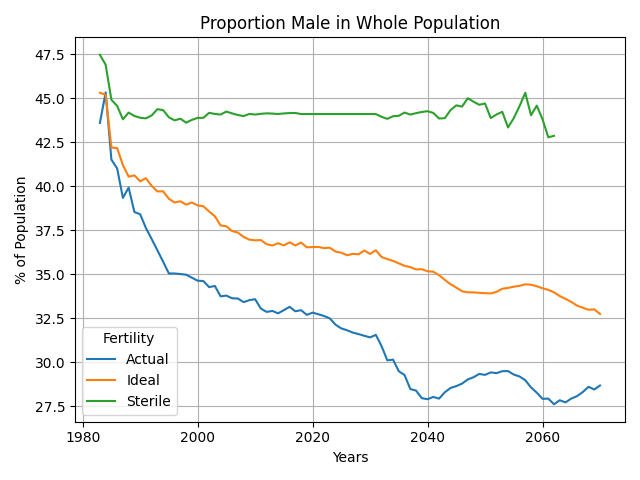 Proportion Male in Whole Population
% of Population
47.5
45.0
42.5
40.0
37.5
35.0
32.5
30.0
27.5
Fertility
Actual
Ideal
Sterile
1980
2000
2020
2040
2060
Years